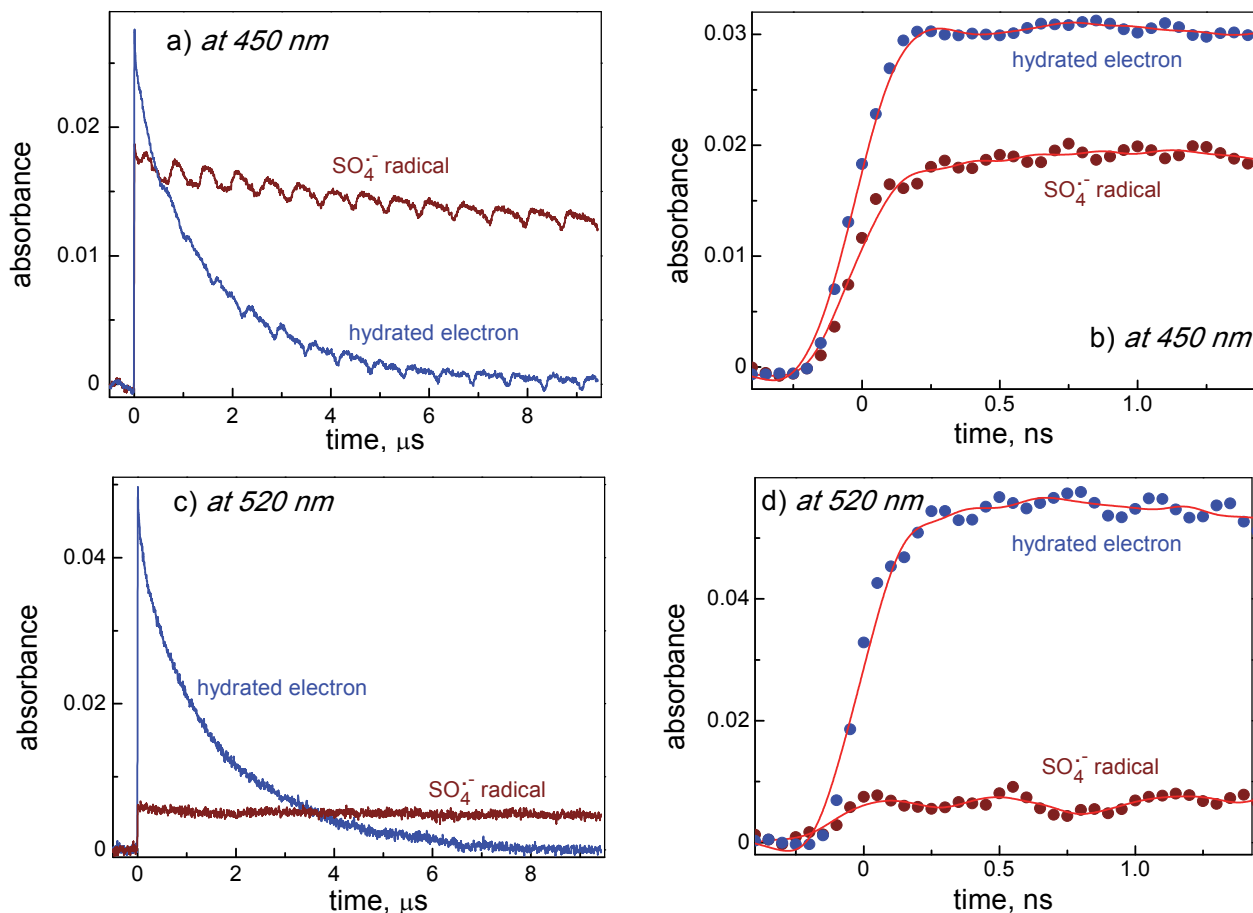 a) at 450 nm
SO₄·⁻ radical
hydrated electron
absorbance
0.02
0.01
0
0
2
4
6
8
time, μs
b) at 450 nm
hydrated electron
SO₄·⁻ radical
absorbance
0.03
0.02
0.01
0
0
0.5
1.0
time, ns
c) at 520 nm
hydrated electron
SO₄·⁻ radical
absorbance
0.04
0.02
0
0
2
4
6
8
time, μs
d) at 520 nm
hydrated electron
SO₄·⁻ radical
absorbance
0.04
0.02
0
0
0.5
1.0
time, ns